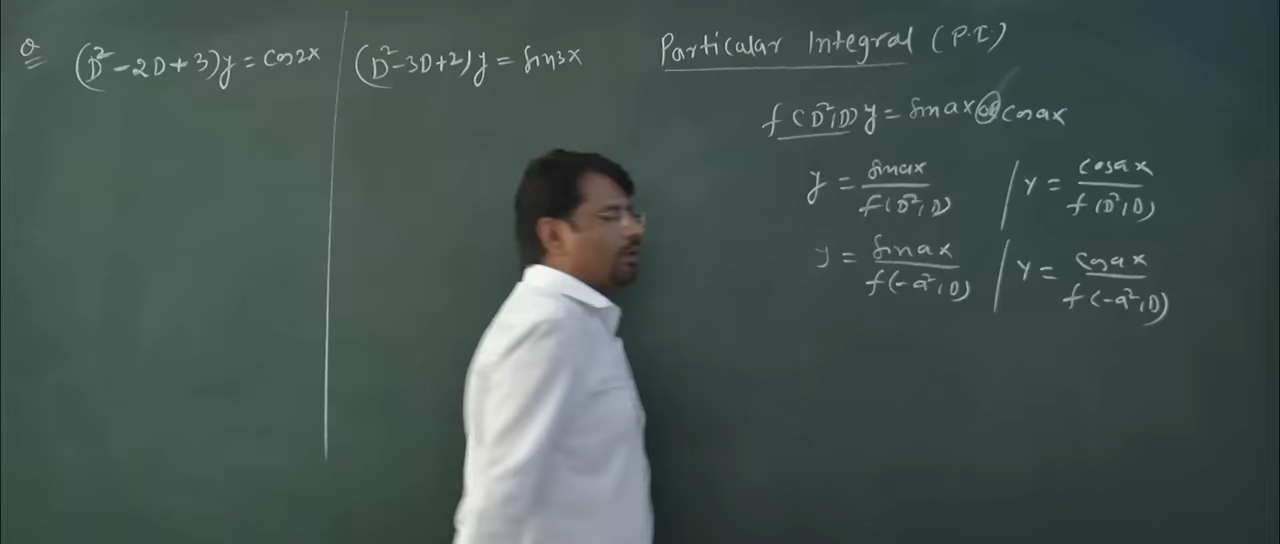 Q (D²-2D+3)y = cos2x
(D²-3D+2)y = sin3x
Particular Integral (P.I)
f(D²,D)y = sinax or cosax
y = sinax / f(D²,D) | y = cosax / f(D²,D)
y = sinax / f(-a²,D) | y = cosax / f(-a²,D)